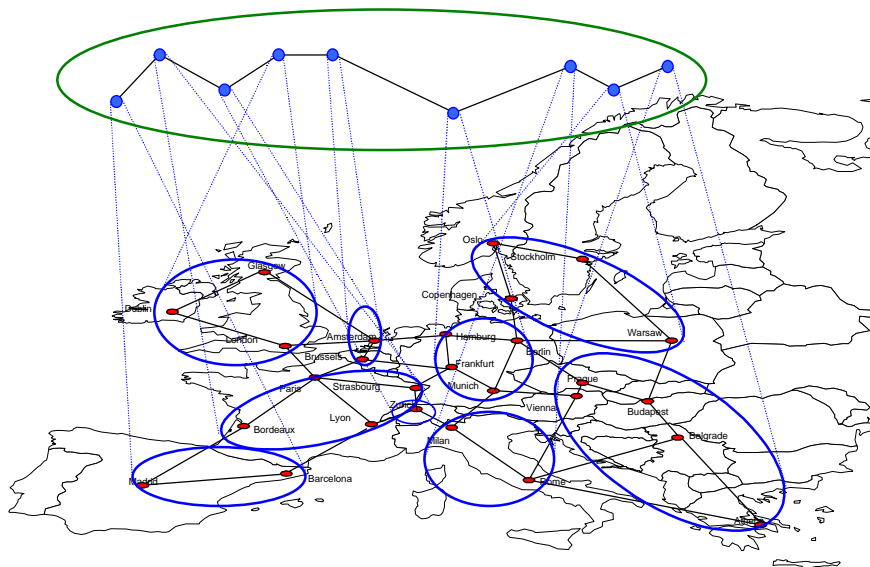 Oslo
Stockholm
Glasgow
Copenhagen
Dublin
Warsaw
London
Amsterdam
Hamburg
Berlin
Brussels
Frankfurt
Paris
Strasbourg
Munich
Prague
Zurich
Vienna
Budapest
Lyon
Bordeaux
Milan
Belgrade
Barcelona
Madrid
Rome
Athens